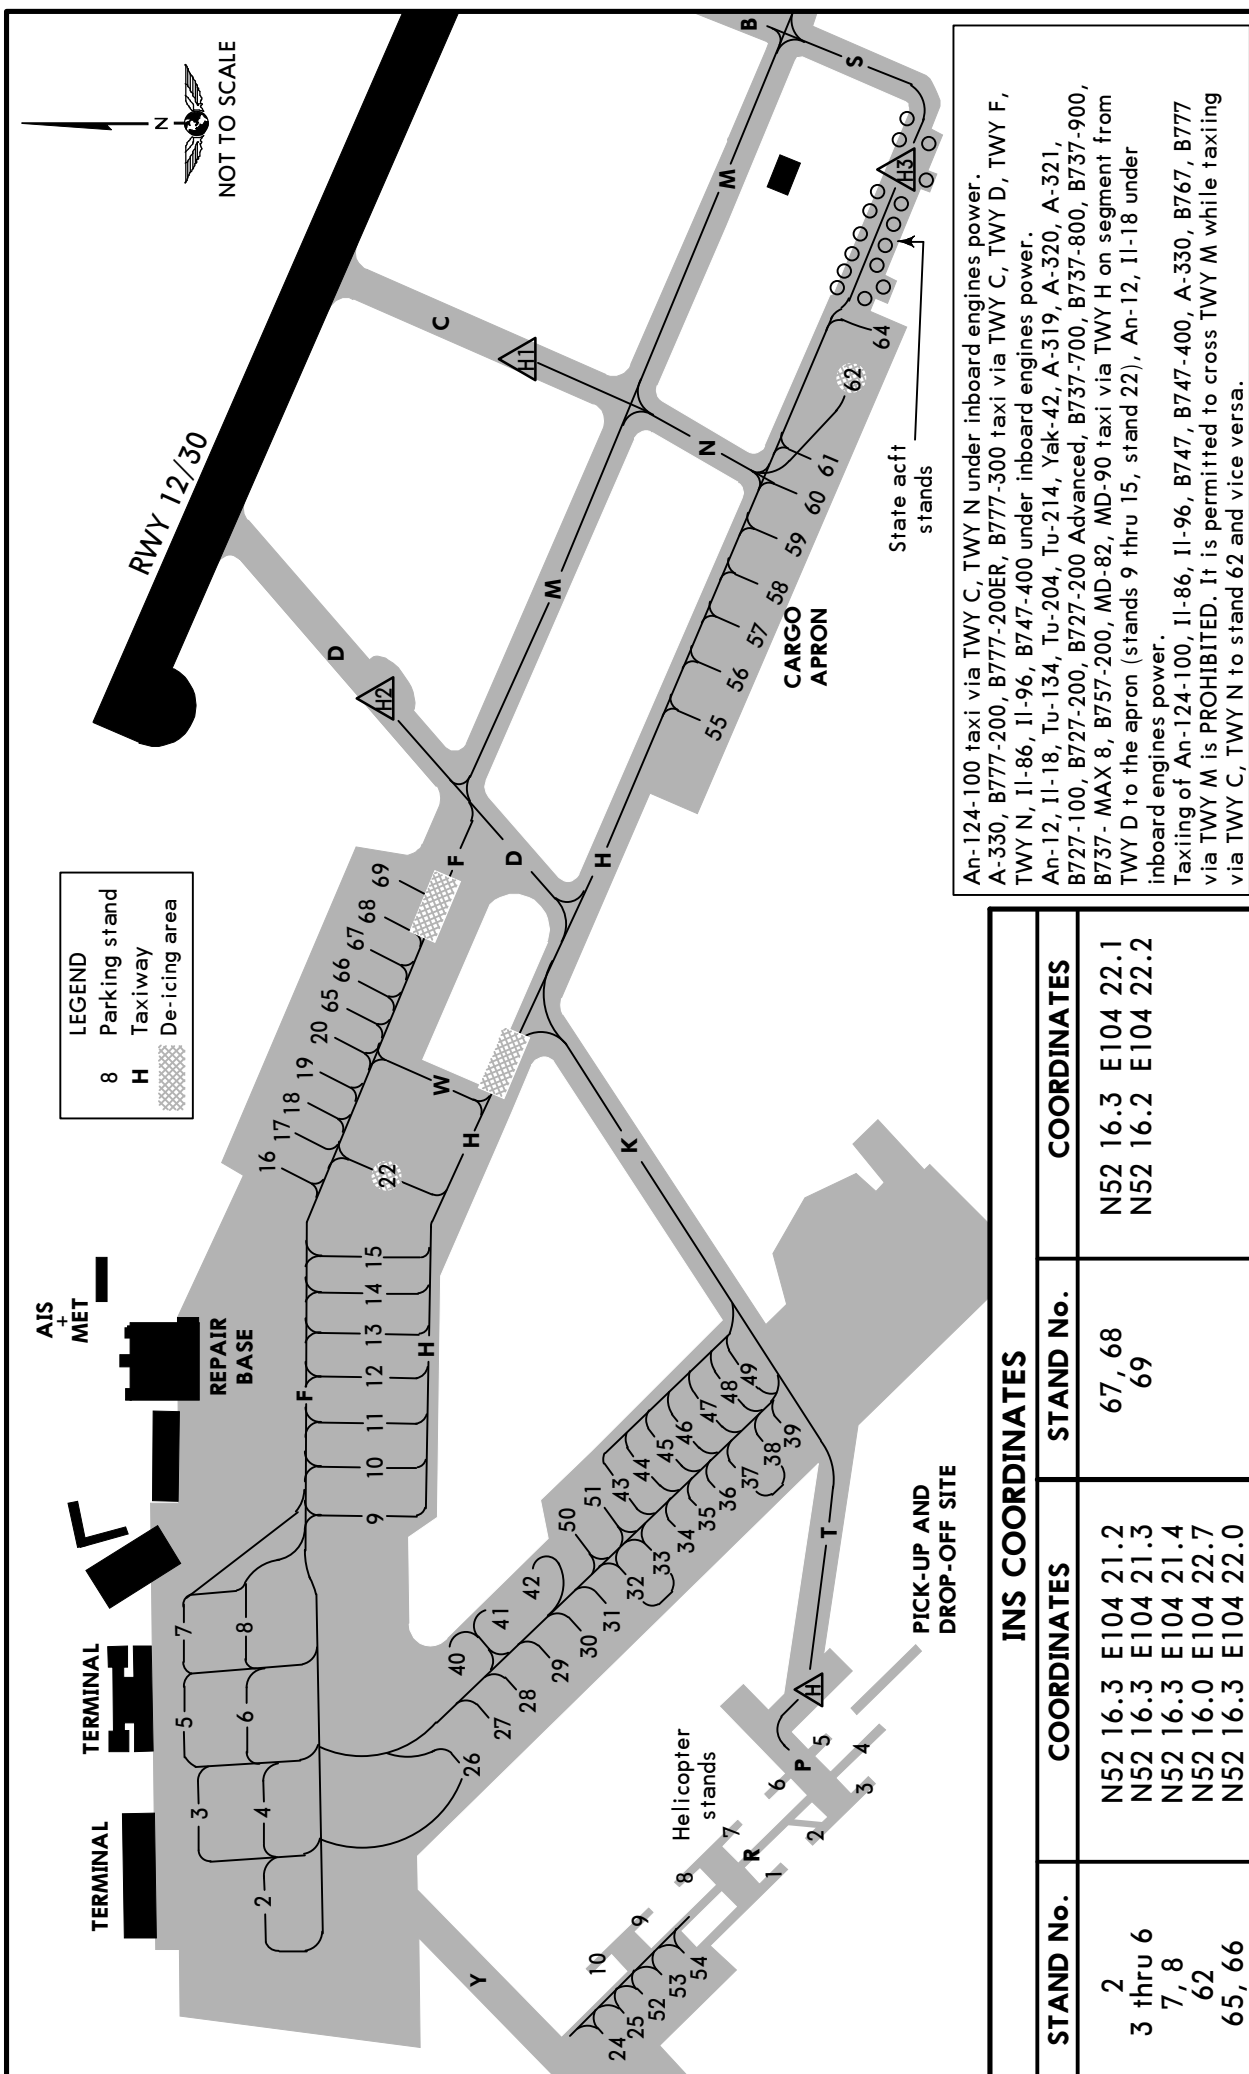 TERMINAL
TERMINAL
REPAIR
BASE
AIS
+
MET
LEGEND
8 Parking stand
H Taxiway
De-icing area
N
NOT TO SCALE
RWY 12/30
2
3
4
5
6
7
8
F
9
10
11
12
13
14
15
H
16
17
18
19
20
65
66
67
68
69
22
W
H
F
D
D
H2
M
C
H1
N
M
B
S
H3
H
K
26
27
28
29
30
31
32
33
34
35
36
37
38
39
40
41
42
50
51
43
44
45
46
47
48
49
55
56
57
58
59
60
61
62
64
CARGO
APRON
State acft
stands
Y
24
25
52
53
54
Helicopter
stands
10
9
8
7
R
1
2
6
P
5
4
3
H
T
PICK-UP AND
DROP-OFF SITE
An-124-100 taxi via TWY C, TWY N under inboard engines power.
A-330, B777-200, B777-200ER, B777-300 taxi via TWY C, TWY D, TWY F,
TWY N, Il-86, Il-96, B747-400 under inboard engines power.
An-12, Il-18, Tu-134, Tu-204, Tu-214, Yak-42, A-319, A-320, A-321,
B727-100, B727-200, B727-200 Advanced, B737-700, B737-800, B737-900,
B737- MAX 8, B757-200, MD-82, MD-90 taxi via TWY H on segment from
TWY D to the apron (stands 9 thru 15, stand 22), An-12, Il-18 under
inboard engines power.
Taxiing of An-124-100, Il-86, Il-96, B747, B747-400, A-330, B767, B777
via TWY M is PROHIBITED. It is permitted to cross TWY M while taxiing
via TWY C, TWY N to stand 62 and vice versa.
INS COORDINATES
STAND No. COORDINATES STAND No. COORDINATES
2 N52 16.3 E104 21.2 67, 68 N52 16.3 E104 22.1
3 thru 6 N52 16.3 E104 21.3 69 N52 16.2 E104 22.2
7, 8 N52 16.3 E104 21.4
62 N52 16.0 E104 22.7
65, 66 N52 16.3 E104 22.0